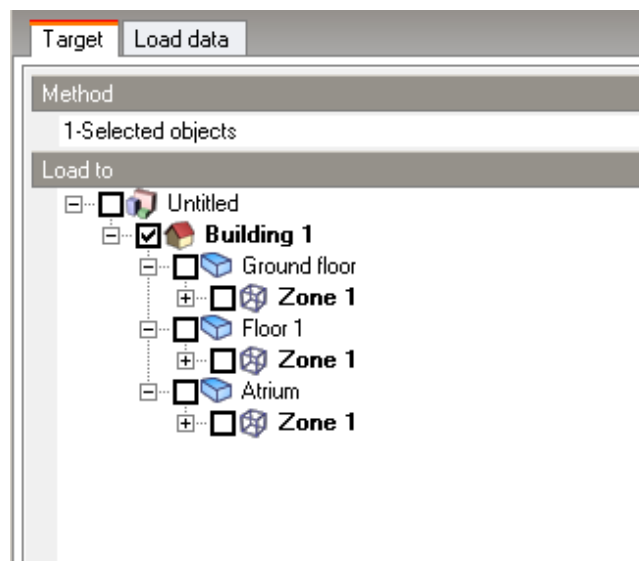 Target Load data
Method
1-Selected objects
Load to
Untitled
Building 1
Ground floor
Zone 1
Floor 1
Zone 1
Atrium
Zone 1